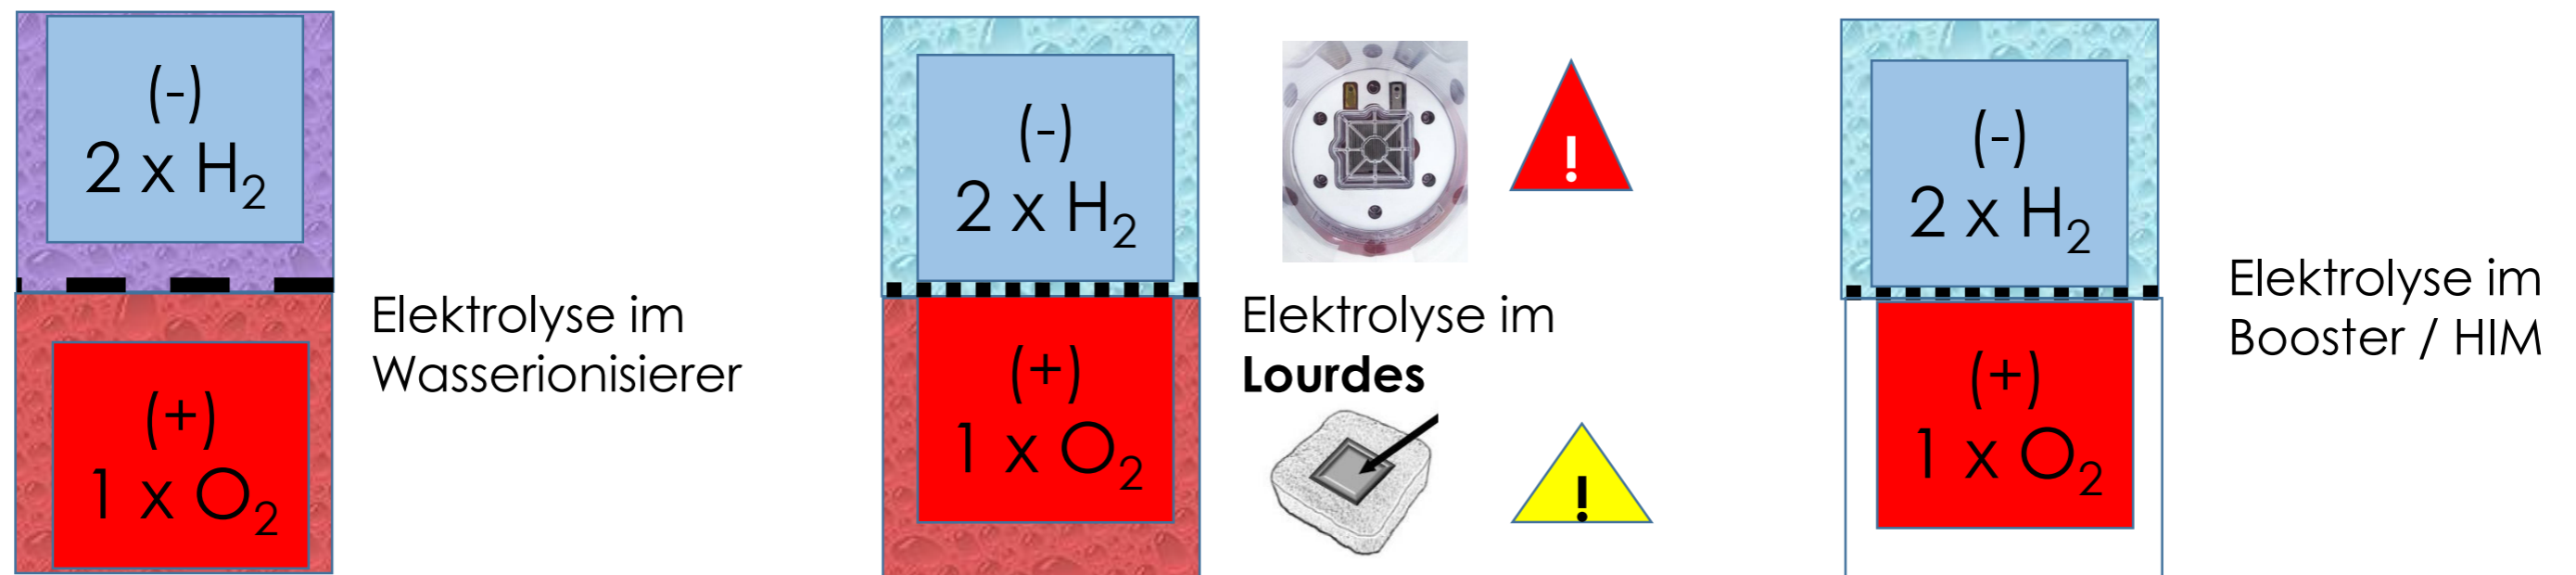 (-)
2 x H₂
(+)
1 x O₂
Elektrolyse im
Wasserionisierer
(-)
2 x H₂
(+)
1 x O₂
!
Elektrolyse im
Lourdes
!
(-)
2 x H₂
(+)
1 x O₂
Elektrolyse im
Booster / HIM